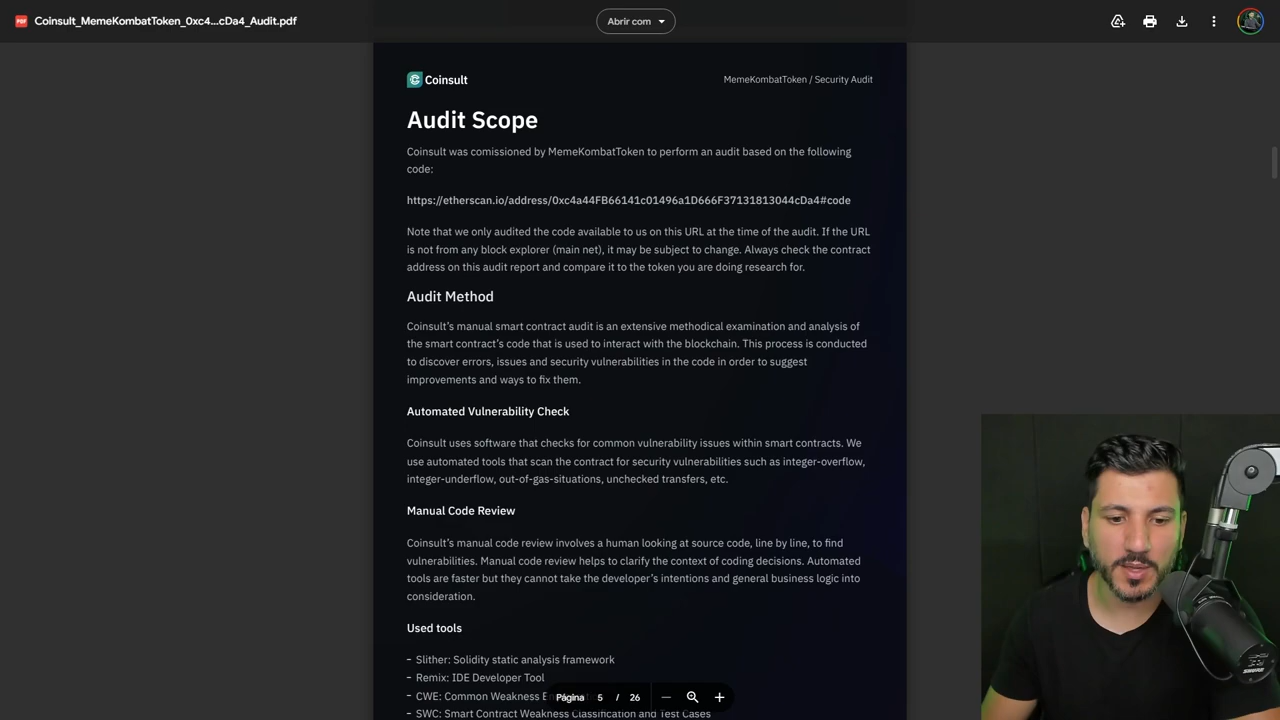 Coinsult_MemeKombatToken_0xc4...cDa4_Audit.pdf
Abrir com
Coinsult
MemeKombatToken / Security Audit
Audit Scope
Coinsult was comissioned by MemeKombatToken to perform an audit based on the following
code:
https://etherscan.io/address/0xc4a44FB66141c01496a1D666F37131813044cDa4#code
Note that we only audited the code available to us on this URL at the time of the audit. If the URL
is not from any block explorer (main net), it may be subject to change. Always check the contract
address on this audit report and compare it to the token you are doing research for.
Audit Method
Coinsult's manual smart contract audit is an extensive methodical examination and analysis of
the smart contract's code that is used to interact with the blockchain. This process is conducted
to discover errors, issues and security vulnerabilities in the code in order to suggest
improvements and ways to fix them.
Automated Vulnerability Check
Coinsult uses software that checks for common vulnerability issues within smart contracts. We
use automated tools that scan the contract for security vulnerabilities such as integer-overflow,
integer-underflow, out-of-gas-situations, unchecked transfers, etc.
Manual Code Review
Coinsult's manual code review involves a human looking at source code, line by line, to find
vulnerabilities. Manual code review helps to clarify the context of coding decisions. Automated
tools are faster but they cannot take the developer's intentions and general business logic into
consideration.
Used tools
- Slither: Solidity static analysis framework
- Remix: IDE Developer Tool
- CWE: Common Weakness
- SWC: Smart Contract Weakness Classification and Test Cases
Página 5 / 26
SHURE